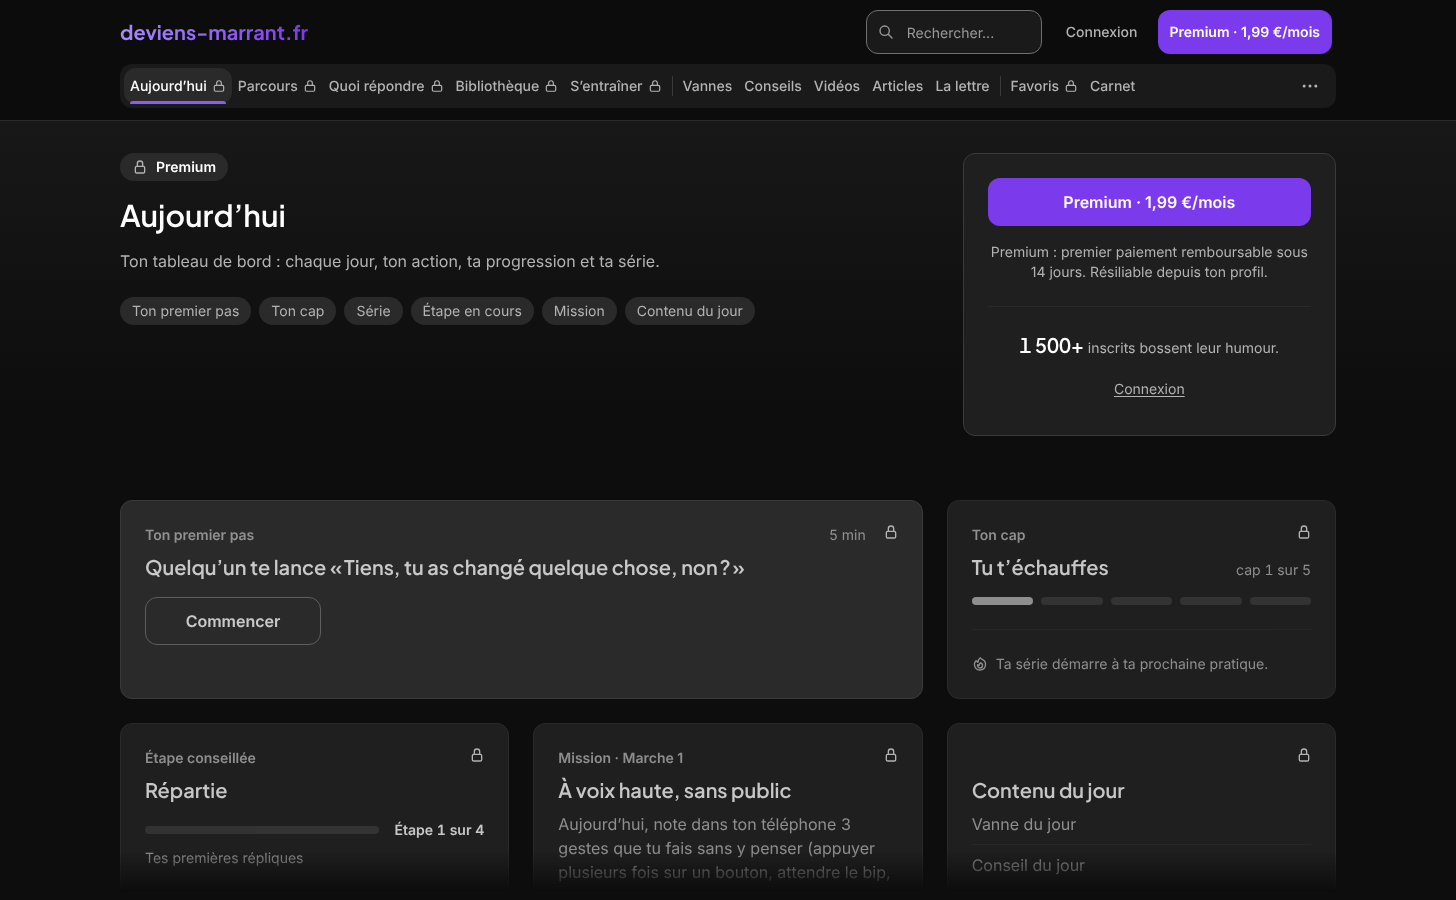 deviens-marrant.fr
Rechercher...
Connexion
Premium · 1,99 €/mois
Aujourd’hui
Parcours
Quoi répondre
Bibliothèque
S’entraîner
Vannes
Conseils
Vidéos
Articles
La lettre
Favoris
Carnet
Premium
Aujourd’hui
Ton tableau de bord : chaque jour, ton action, ta progression et ta série.
Ton premier pas
Ton cap
Série
Étape en cours
Mission
Contenu du jour
Premium · 1,99 €/mois
Premium : premier paiement remboursable sous
14 jours. Résiliable depuis ton profil.
1 500+ inscrits bossent leur humour.
Connexion
Ton premier pas
5 min
Quelqu’un te lance « Tiens, tu as changé quelque chose, non ? »
Commencer
Ton cap
Tu t’échauffes
cap 1 sur 5
Ta série démarre à ta prochaine pratique.
Étape conseillée
Répartie
Étape 1 sur 4
Tes premières répliques
Mission · Marche 1
À voix haute, sans public
Aujourd’hui, note dans ton téléphone 3
gestes que tu fais sans y penser (appuyer
plusieurs fois sur un bouton, attendre le bip,
Contenu du jour
Vanne du jour
Conseil du jour